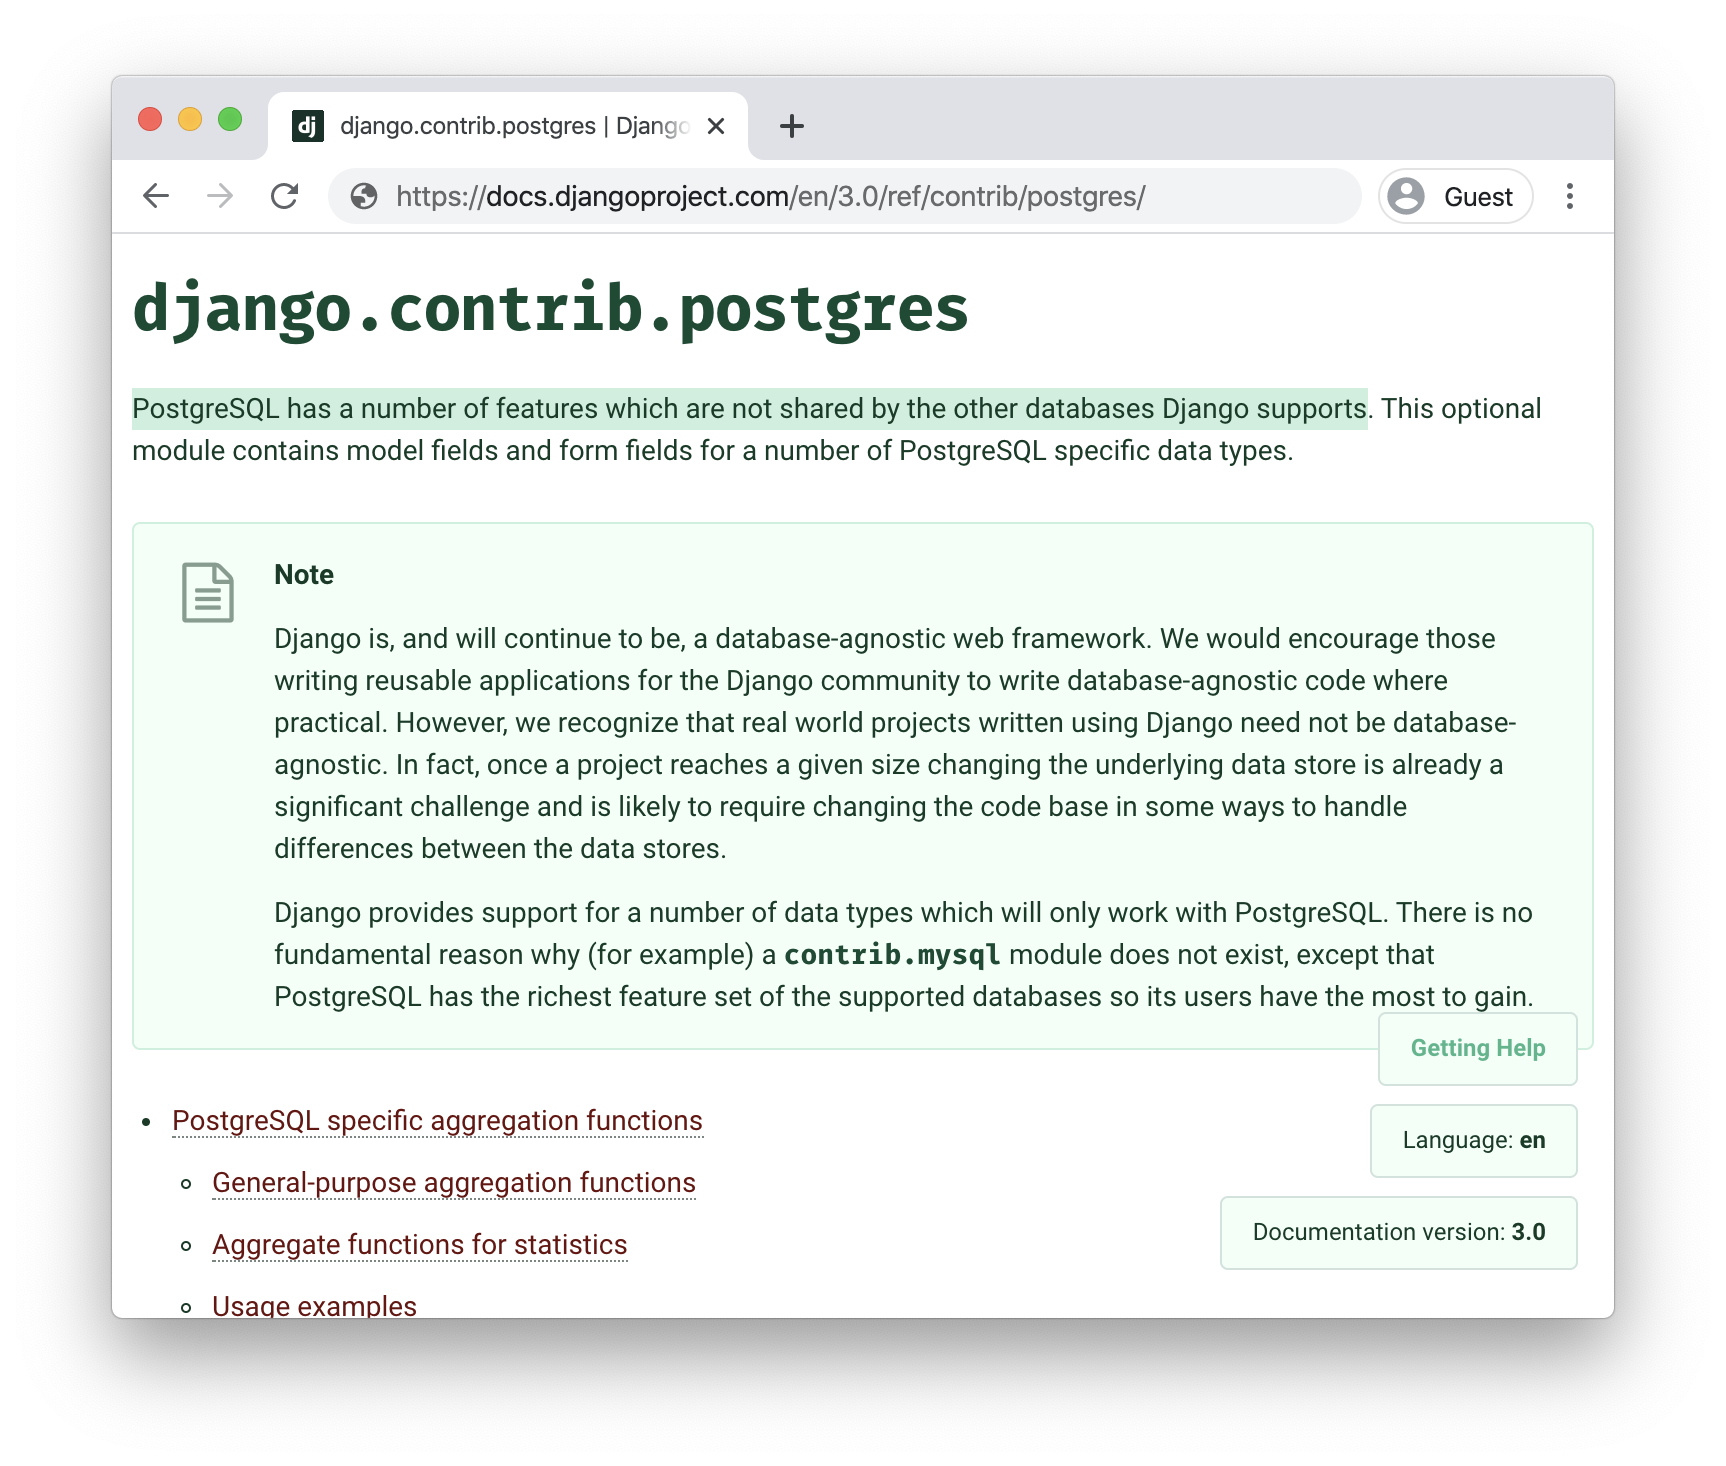 dj django.contrib.postgres | Django
https://docs.djangoproject.com/en/3.0/ref/contrib/postgres/
Guest
django.contrib.postgres
PostgreSQL has a number of features which are not shared by the other databases Django supports. This optional
module contains model fields and form fields for a number of PostgreSQL specific data types.
Note
Django is, and will continue to be, a database-agnostic web framework. We would encourage those
writing reusable applications for the Django community to write database-agnostic code where
practical. However, we recognize that real world projects written using Django need not be database-
agnostic. In fact, once a project reaches a given size changing the underlying data store is already a
significant challenge and is likely to require changing the code base in some ways to handle
differences between the data stores.
Django provides support for a number of data types which will only work with PostgreSQL. There is no
fundamental reason why (for example) a contrib.mysql module does not exist, except that
PostgreSQL has the richest feature set of the supported databases so its users have the most to gain.
Getting Help
PostgreSQL specific aggregation functions
Language: en
General-purpose aggregation functions
Documentation version: 3.0
Aggregate functions for statistics
Usage examples